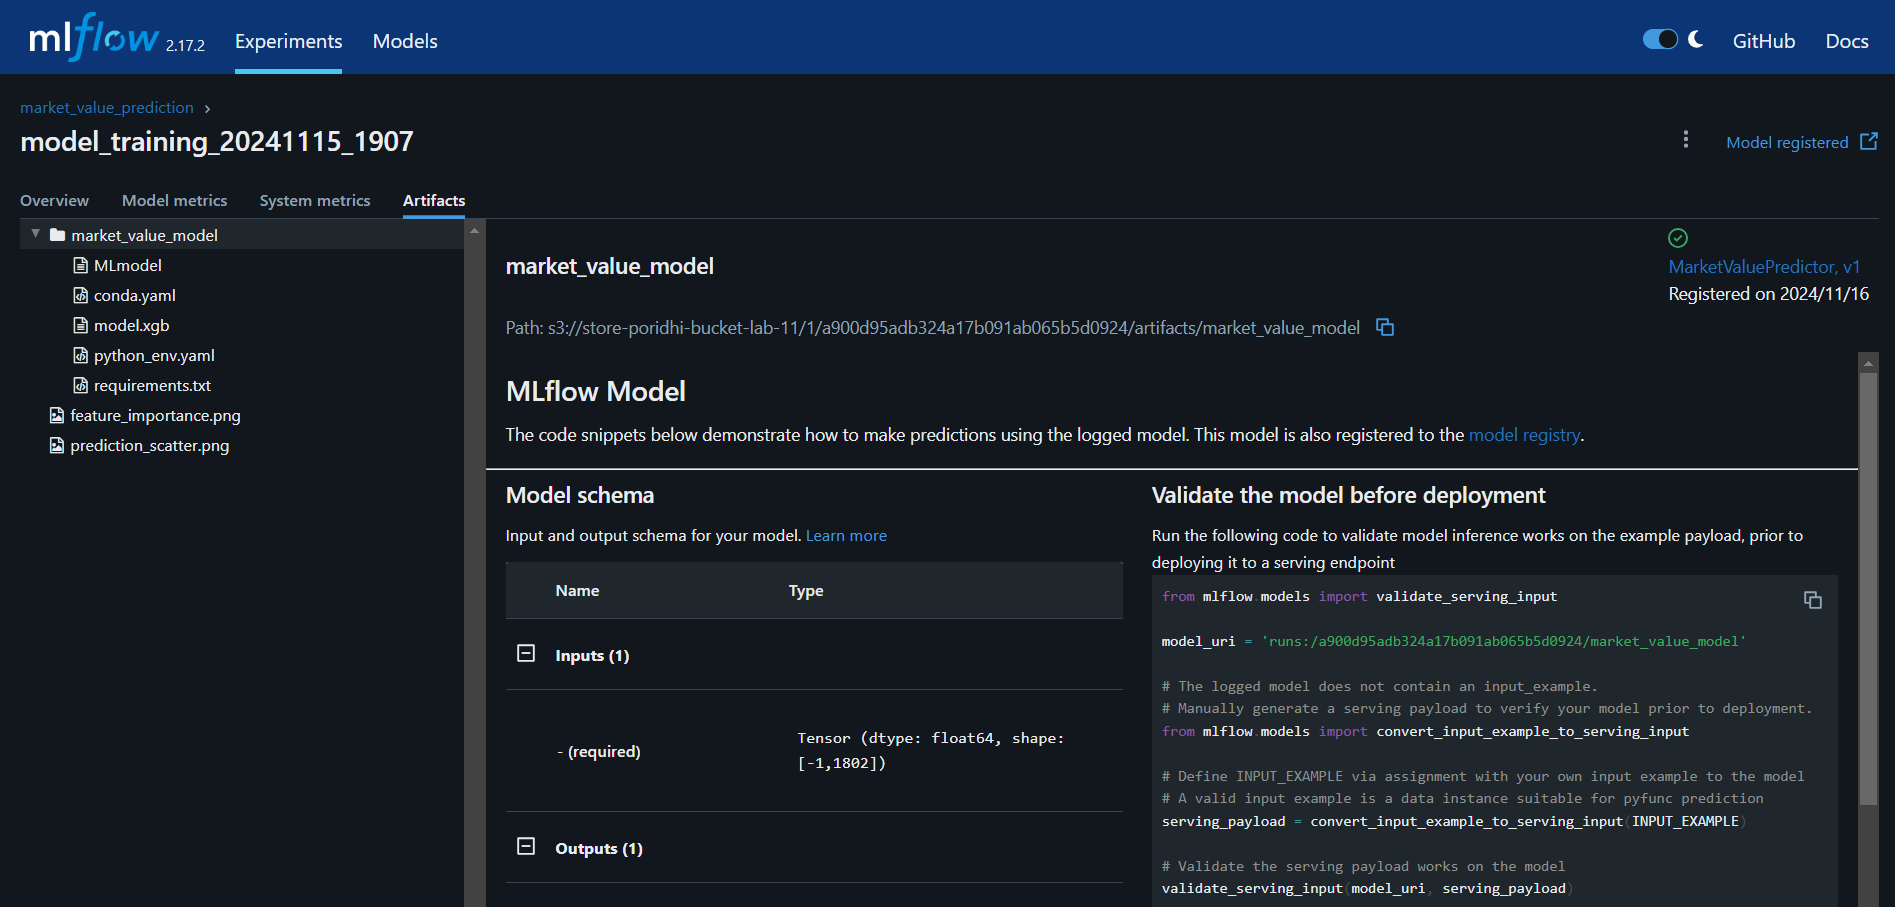 mlflow 2.17.2 Experiments Models GitHub Docs
market_value_prediction
model_training_20241115_1907
Model registered
Overview Model metrics System metrics Artifacts
market_value_model
MLmodel
conda.yaml
model.xgb
python_env.yaml
requirements.txt
feature_importance.png
prediction_scatter.png
market_value_model
MarketValuePredictor, v1
Registered on 2024/11/16
Path: s3://store-poridhi-bucket-lab-11/1/a900d95adb324a17b091ab065b5d0924/artifacts/market_value_model
MLflow Model
The code snippets below demonstrate how to make predictions using the logged model. This model is also registered to the model registry.
Model schema
Input and output schema for your model. Learn more
Name Type
Inputs (1)
- (required)
Tensor (dtype: float64, shape:
[-1,1802])
Outputs (1)
Validate the model before deployment
Run the following code to validate model inference works on the example payload, prior to
deploying it to a serving endpoint
from mlflow.models import validate_serving_input
model_uri = 'runs:/a900d95adb324a17b091ab065b5d0924/market_value_model'
# The logged model does not contain an input_example.
# Manually generate a serving payload to verify your model prior to deployment.
from mlflow.models import convert_input_example_to_serving_input
# Define INPUT_EXAMPLE via assignment with your own input example to the model
# A valid input example is a data instance suitable for pyfunc prediction
serving_payload = convert_input_example_to_serving_input(INPUT_EXAMPLE)
# Validate the serving payload works on the model
validate_serving_input(model_uri, serving_payload)